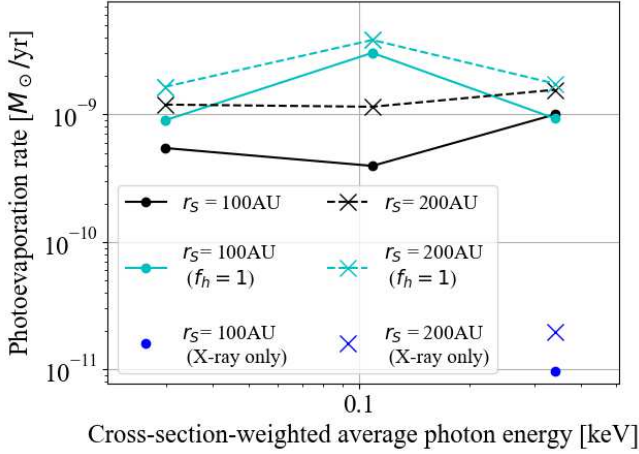 Photoevaporation rate [M⊙/yr]
10⁻⁹
10⁻¹⁰
10⁻¹¹
r_S = 100AU
r_S = 200AU
r_S = 100AU
(f_h = 1)
r_S = 200AU
(f_h = 1)
r_S = 100AU
(X-ray only)
r_S = 200AU
(X-ray only)
0.1
Cross-section-weighted average photon energy [keV]